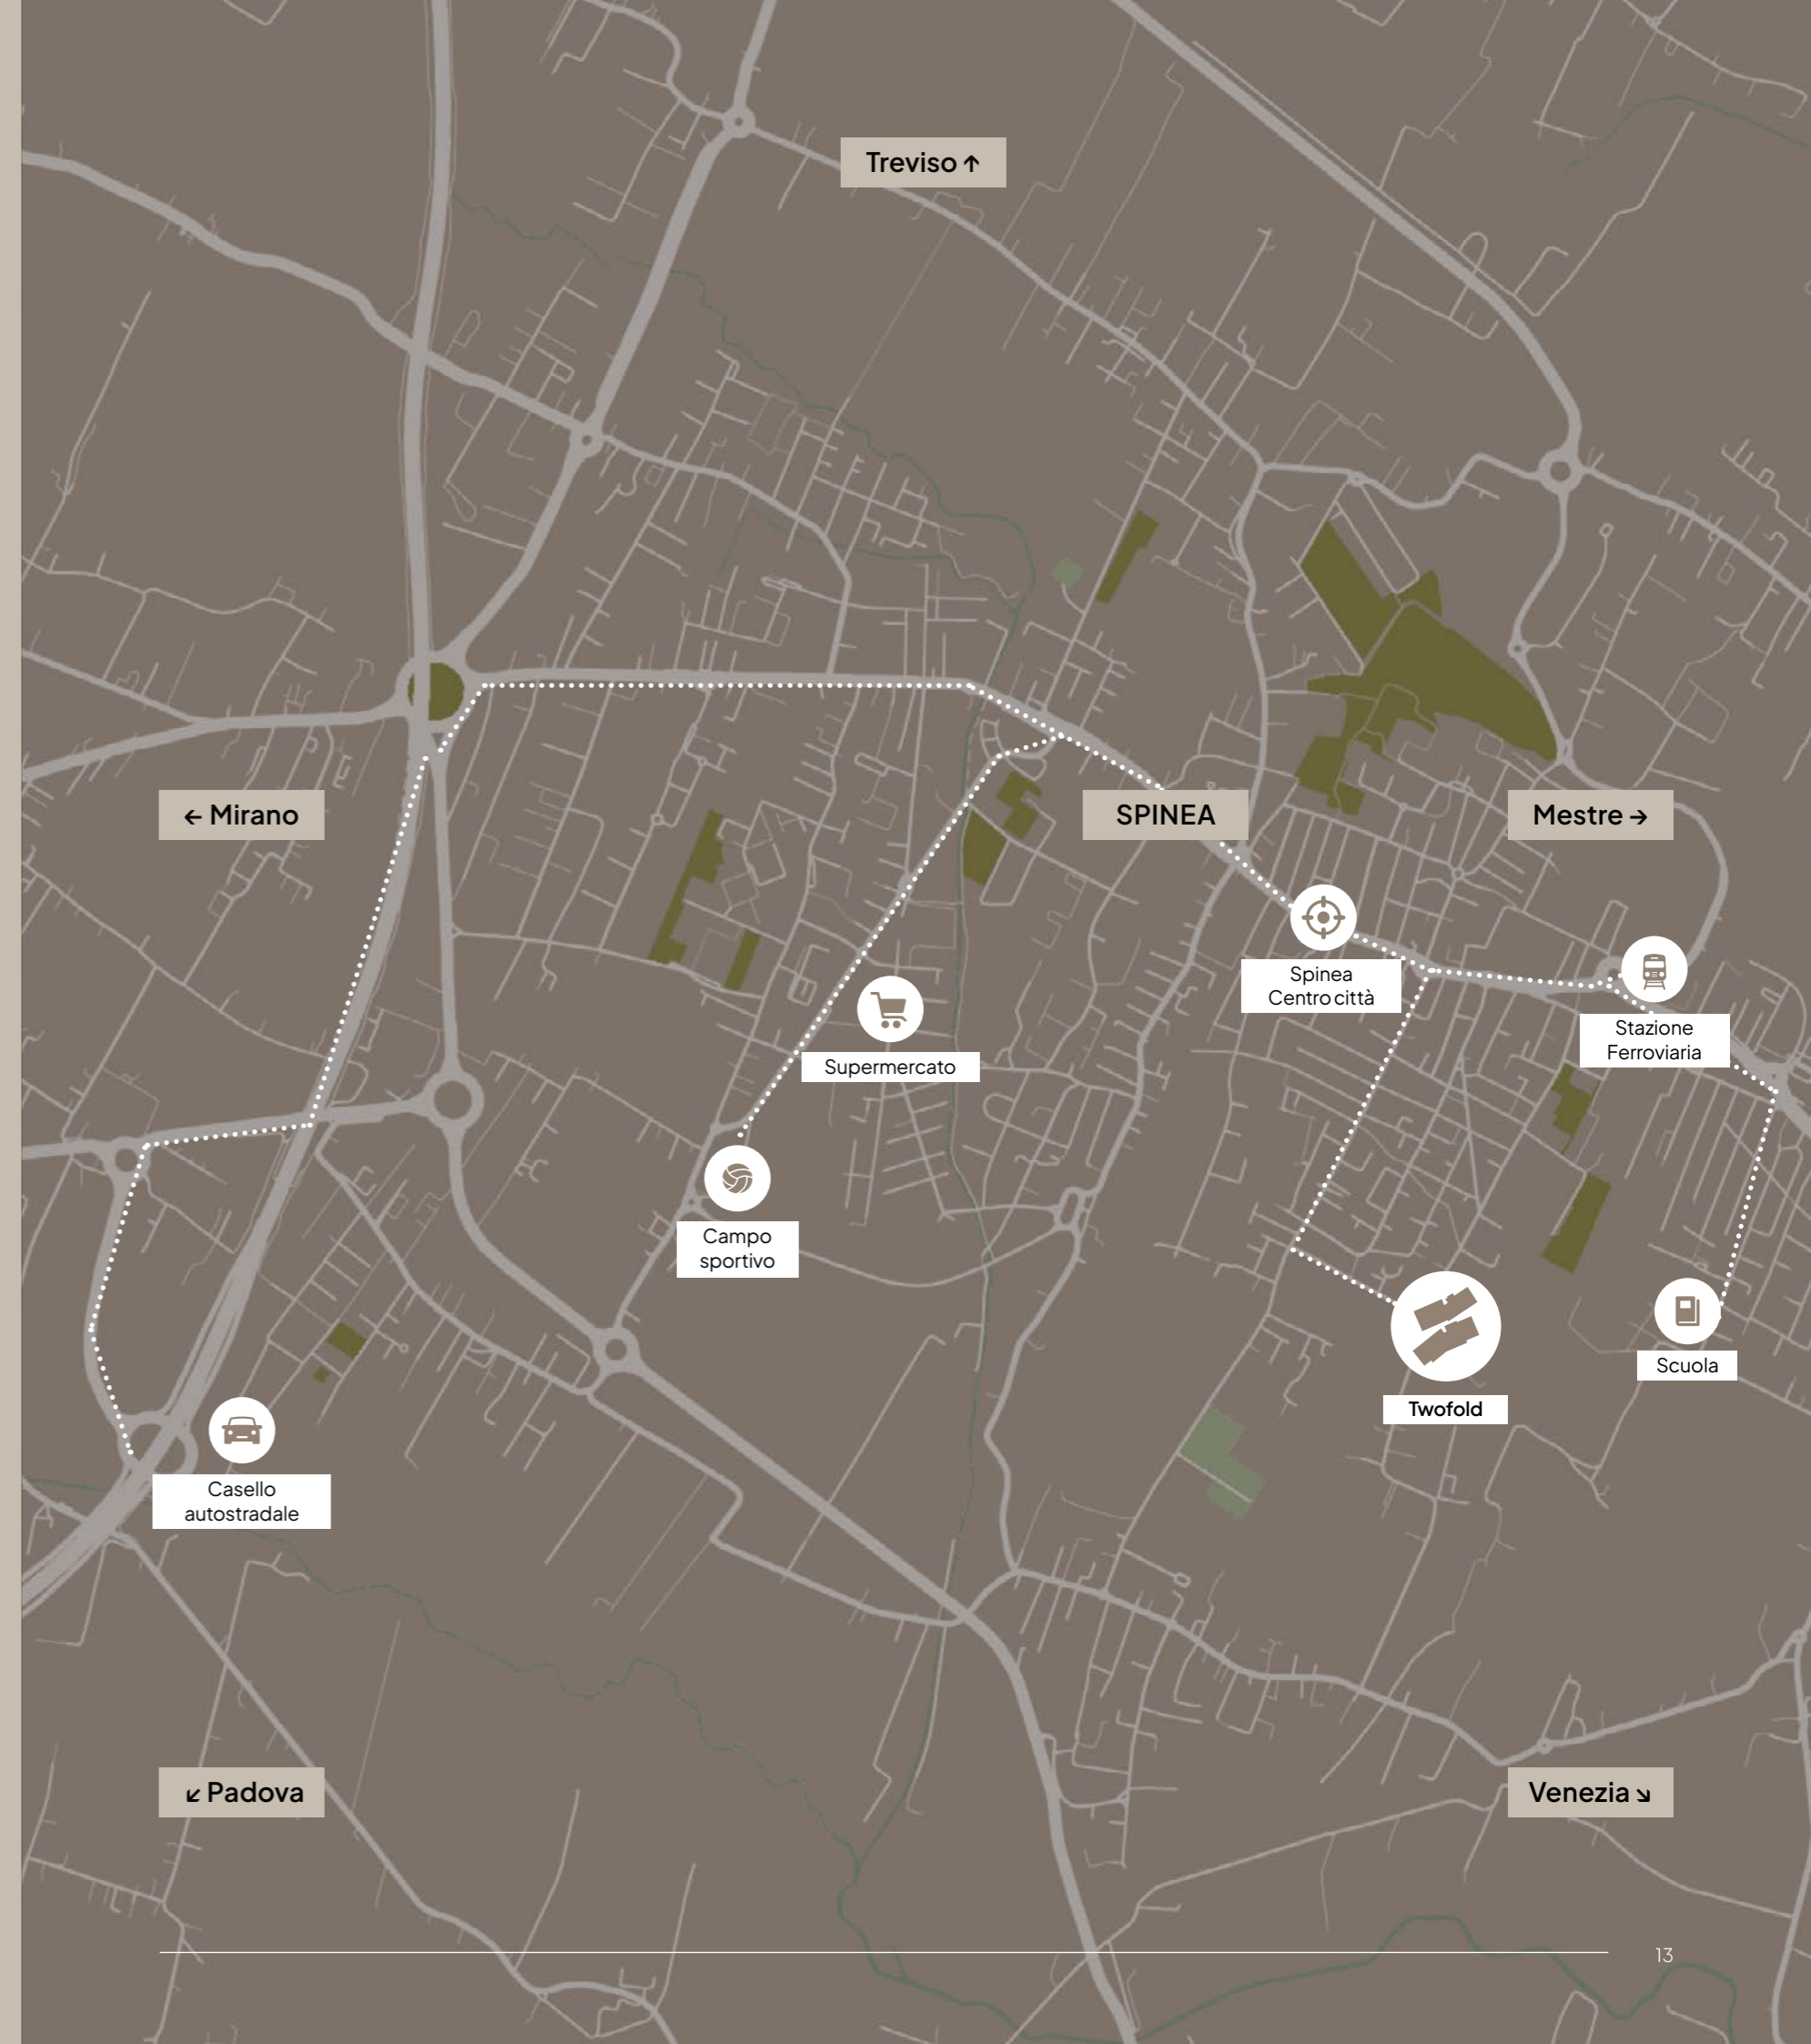 Treviso ↑
← Mirano
SPINEA
Mestre →
Spinea
Centro città
Stazione
Ferroviaria
Supermercato
Campo
sportivo
Scuola
Twofold
Casello
autostradale
↙ Padova
Venezia ↘
13